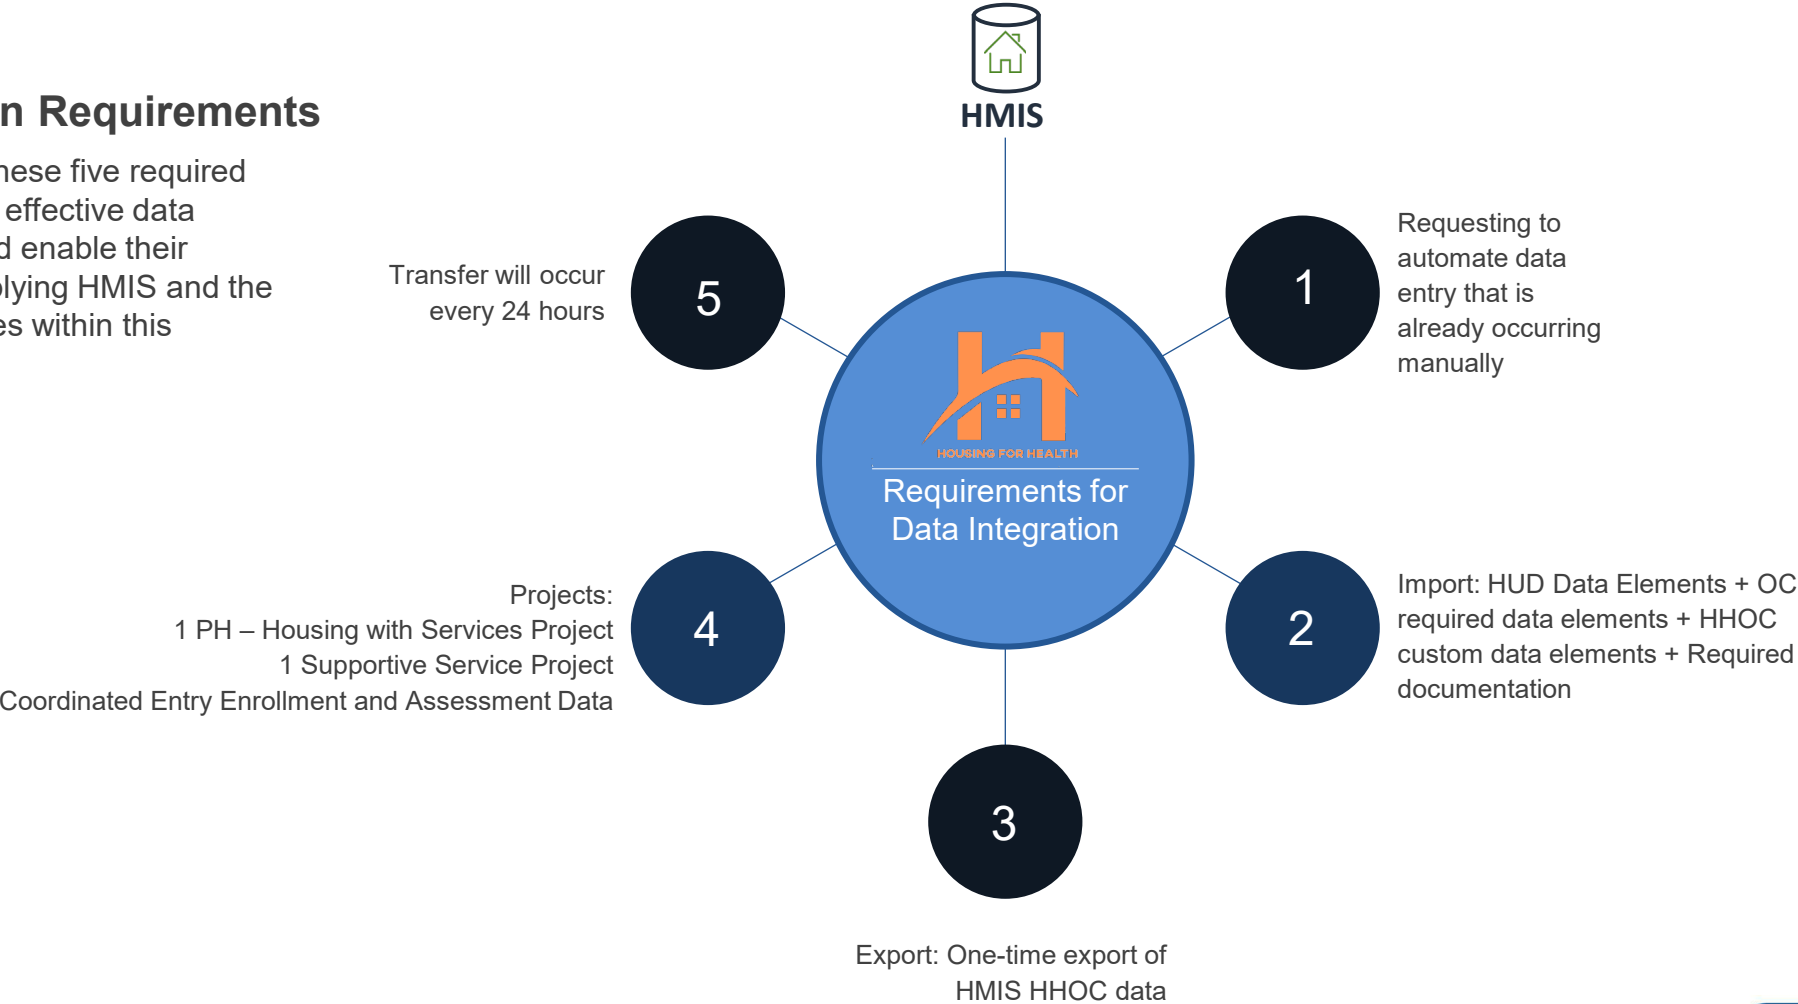 HMIS
n Requirements
hese five required
effective data
d enable their
plying HMIS and the
es within this
1
Requesting to
automate data
entry that is
already occurring
manually
5
Transfer will occur
every 24 hours
HOUSING FOR HEALTH
Requirements for
Data Integration
2
Import: HUD Data Elements + OC
required data elements + HHOC
custom data elements + Required
documentation
4
Projects:
1 PH – Housing with Services Project
1 Supportive Service Project
Coordinated Entry Enrollment and Assessment Data
3
Export: One-time export of
HMIS HHOC data